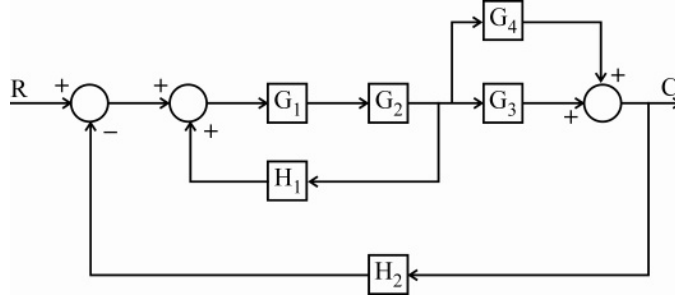 G₄
R + + G₁ G₂ G₃ + + C
− + H₁
H₂